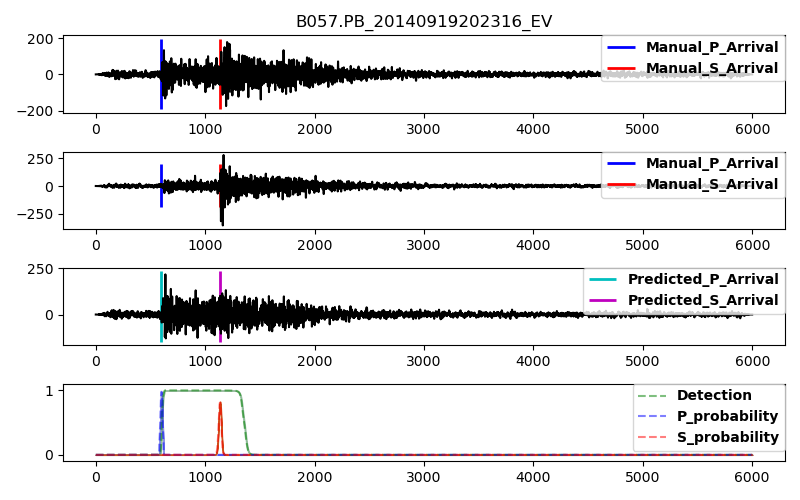 B057.PB_20140919202316_EV
200
0
−200
Manual_P_Arrival
Manual_S_Arrival
0 1000 2000 3000 4000 5000 6000
250
0
−250
Manual_P_Arrival
Manual_S_Arrival
0 1000 2000 3000 4000 5000 6000
250
0
Predicted_P_Arrival
Predicted_S_Arrival
0 1000 2000 3000 4000 5000 6000
1
0
Detection
P_probability
S_probability
0 1000 2000 3000 4000 5000 6000